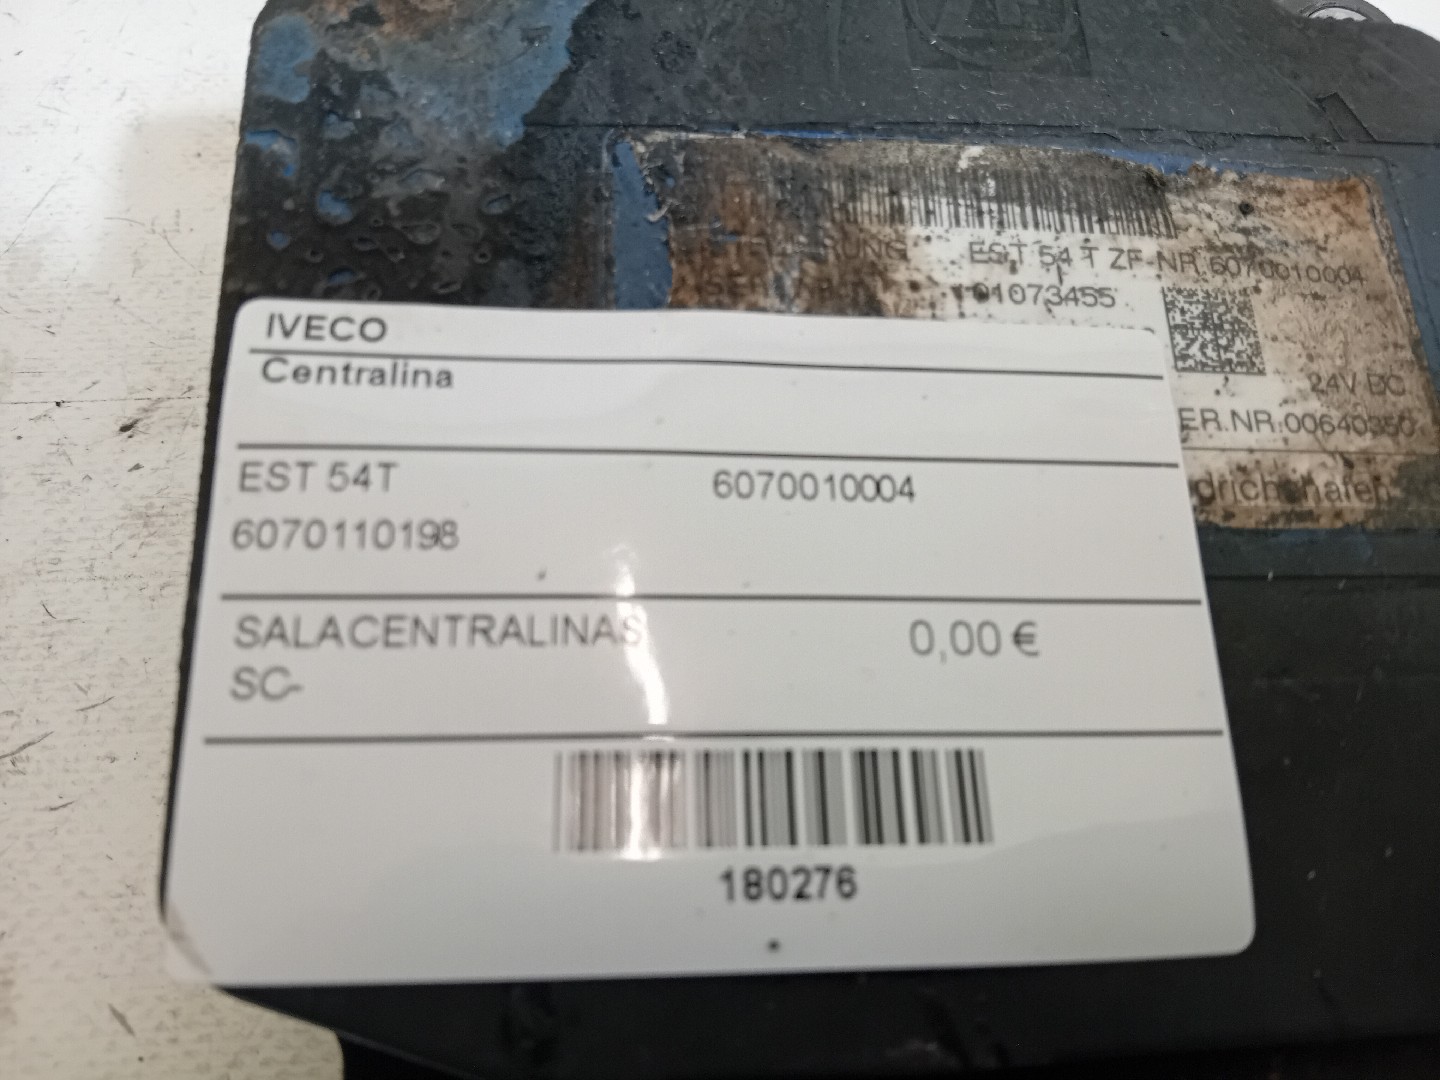 EST 54 T ZF-NR 6070010004
01073455
24V DC
ER.NR.00640350
drichshafen
IVECO
Centralina
EST 54T 6070010004
6070110198
SALACENTRALINAS 0,00 €
SC-
180276